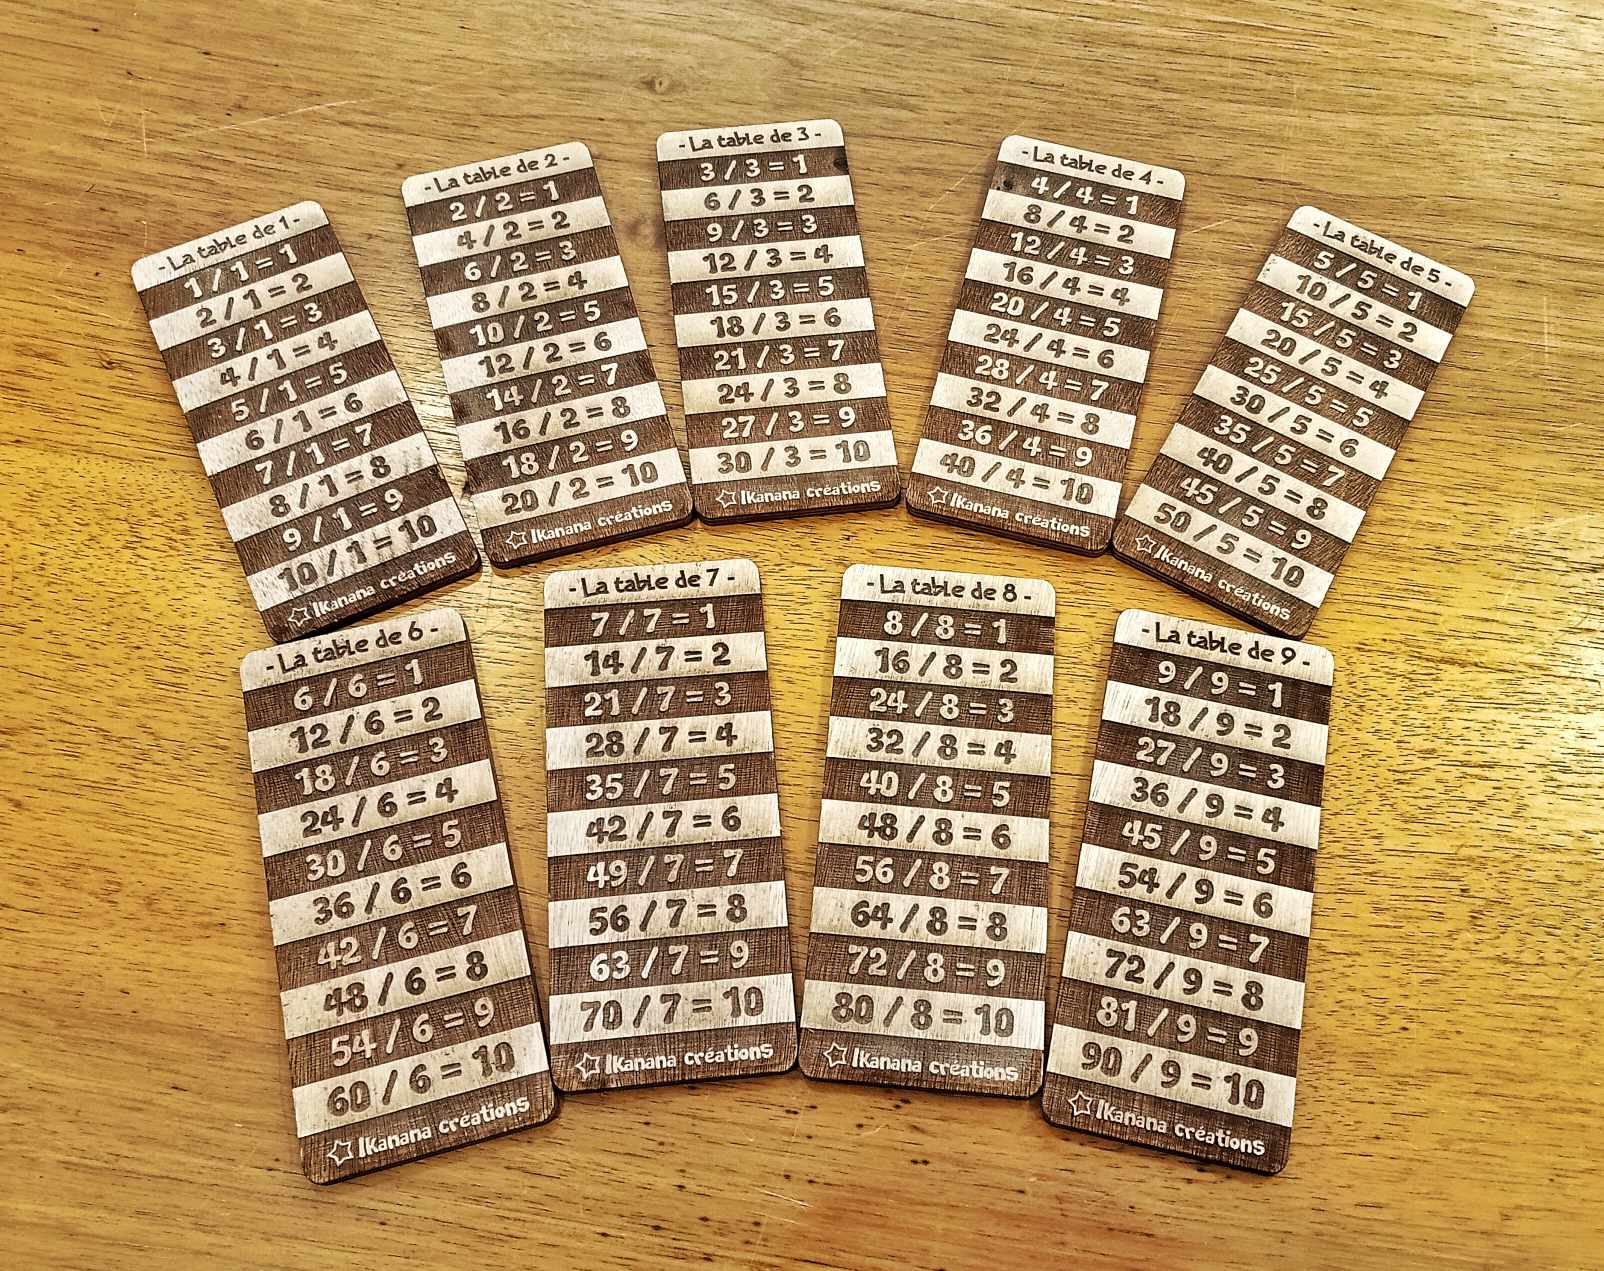 - La table de 1 -
1 / 1 = 1
2 / 1 = 2
3 / 1 = 3
4 / 1 = 4
5 / 1 = 5
6 / 1 = 6
7 / 1 = 7
8 / 1 = 8
9 / 1 = 9
10 / 1 = 10
Ikanana créations
- La table de 2 -
2 / 2 = 1
4 / 2 = 2
6 / 2 = 3
8 / 2 = 4
10 / 2 = 5
12 / 2 = 6
14 / 2 = 7
16 / 2 = 8
18 / 2 = 9
20 / 2 = 10
Ikanana créations
- La table de 3 -
3 / 3 = 1
6 / 3 = 2
9 / 3 = 3
12 / 3 = 4
15 / 3 = 5
18 / 3 = 6
21 / 3 = 7
24 / 3 = 8
27 / 3 = 9
30 / 3 = 10
Ikanana créations
- La table de 4 -
4 / 4 = 1
8 / 4 = 2
12 / 4 = 3
16 / 4 = 4
20 / 4 = 5
24 / 4 = 6
28 / 4 = 7
32 / 4 = 8
36 / 4 = 9
40 / 4 = 10
Ikanana créations
- La table de 5 -
5 / 5 = 1
10 / 5 = 2
15 / 5 = 3
20 / 5 = 4
25 / 5 = 5
30 / 5 = 6
35 / 5 = 7
40 / 5 = 8
45 / 5 = 9
50 / 5 = 10
Ikanana créations
- La table de 6 -
6 / 6 = 1
12 / 6 = 2
18 / 6 = 3
24 / 6 = 4
30 / 6 = 5
36 / 6 = 6
42 / 6 = 7
48 / 6 = 8
54 / 6 = 9
60 / 6 = 10
Ikanana créations
- La table de 7 -
7 / 7 = 1
14 / 7 = 2
21 / 7 = 3
28 / 7 = 4
35 / 7 = 5
42 / 7 = 6
49 / 7 = 7
56 / 7 = 8
63 / 7 = 9
70 / 7 = 10
Ikanana créations
- La table de 8 -
8 / 8 = 1
16 / 8 = 2
24 / 8 = 3
32 / 8 = 4
40 / 8 = 5
48 / 8 = 6
56 / 8 = 7
64 / 8 = 8
72 / 8 = 9
80 / 8 = 10
Ikanana créations
- La table de 9 -
9 / 9 = 1
18 / 9 = 2
27 / 9 = 3
36 / 9 = 4
45 / 9 = 5
54 / 9 = 6
63 / 9 = 7
72 / 9 = 8
81 / 9 = 9
90 / 9 = 10
Ikanana créations